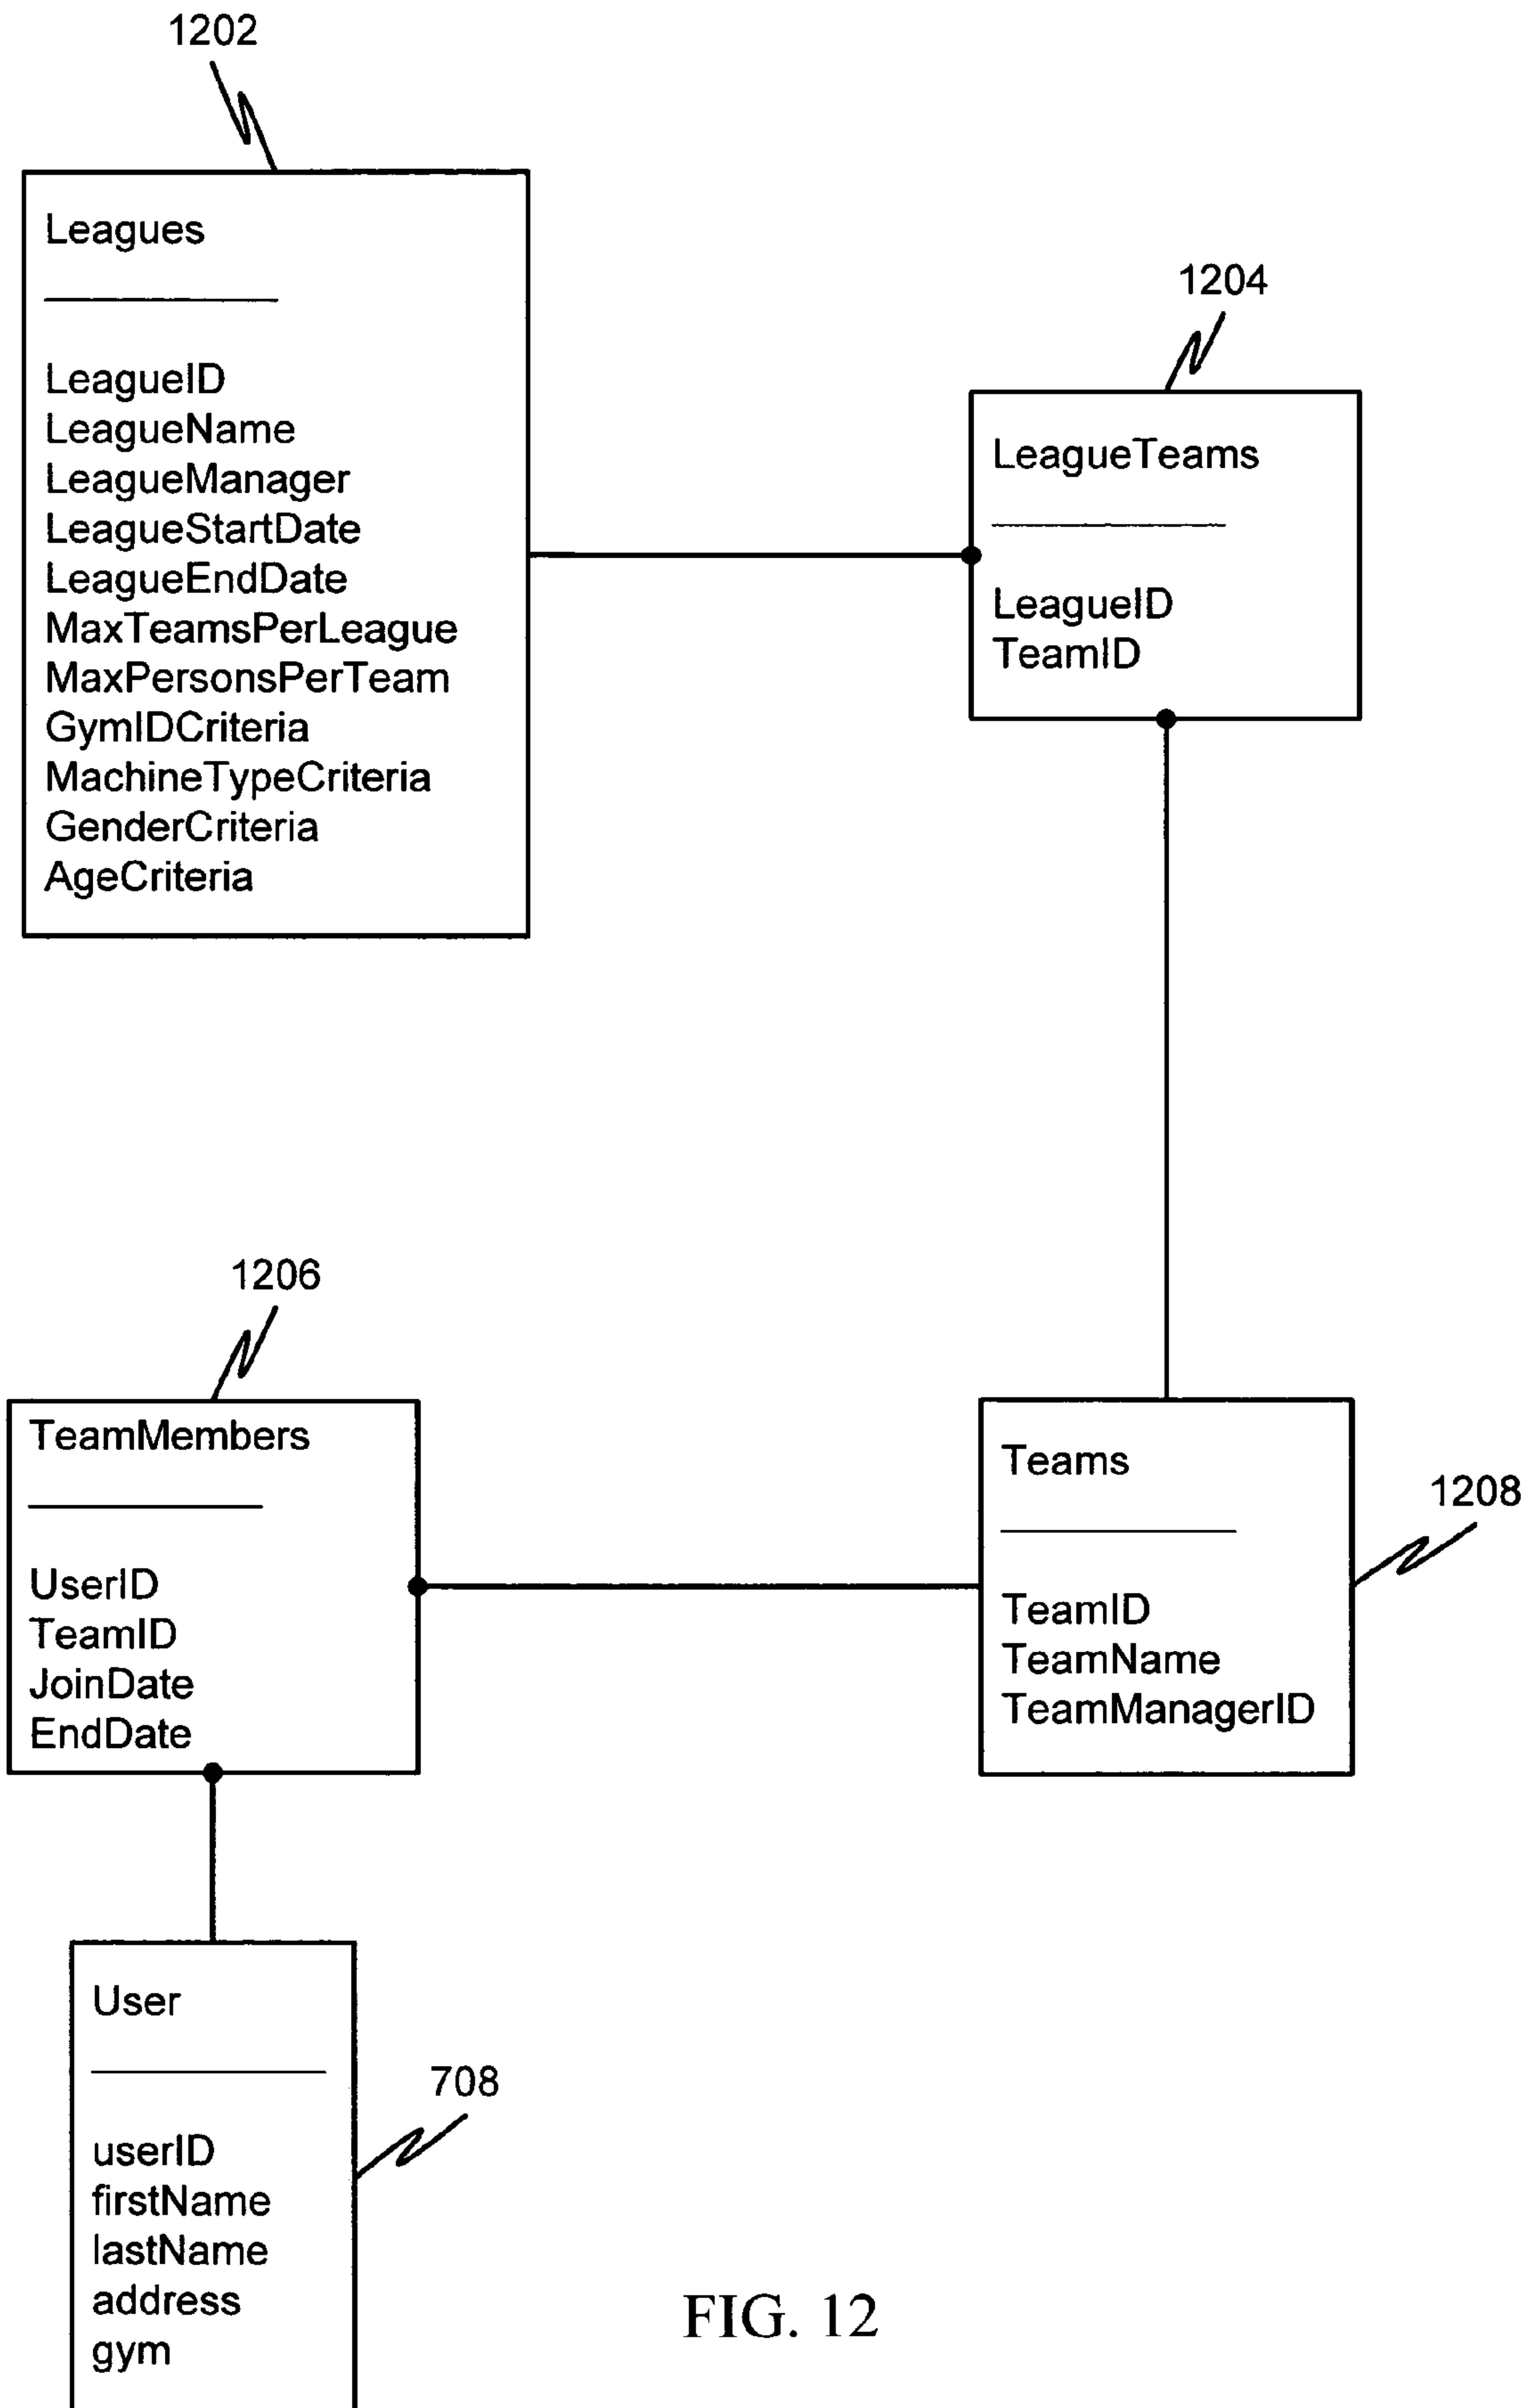 1202
Leagues
LeagueID
LeagueName
LeagueManager
LeagueStartDate
LeagueEndDate
MaxTeamsPerLeague
MaxPersonsPerTeam
GymIDCriteria
MachineTypeCriteria
GenderCriteria
AgeCriteria
1204
LeagueTeams
LeagueID
TeamID
1206
TeamMembers
UserID
TeamID
JoinDate
EndDate
1208
Teams
TeamID
TeamName
TeamManagerID
708
User
userID
firstName
lastName
address
gym
FIG. 12